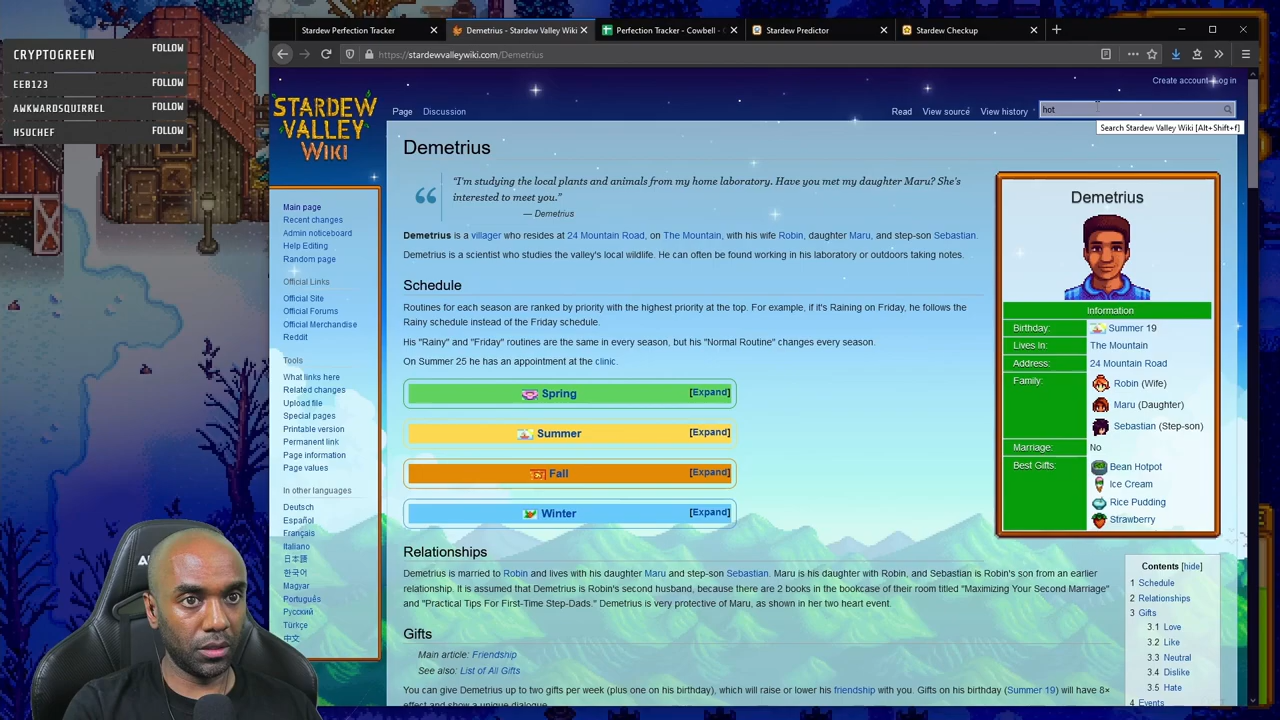 CRYPTOGREEN FOLLOW
EEB123 FOLLOW
AWKWARDSQUIRREL FOLLOW
HSUCHEF FOLLOW
Stardew Perfection Tracker
Demetrius - Stardew Valley Wiki
Perfection Tracker - Cowbell -
Stardew Predictor
Stardew Checkup
https://stardewvalleywiki.com/Demetrius
STARDEW
VALLEY
WIKI
Create account Log in
Page Discussion Read View source View history hot
Search Stardew Valley Wiki [Alt+Shift+f]
Main page
Recent changes
Admin noticeboard
Help Editing
Random page
Official Links
Official Site
Official Forums
Official Merchandise
Reddit
Tools
What links here
Related changes
Upload file
Special pages
Printable version
Permanent link
Page information
Page values
In other languages
Deutsch
Español
Français
Italiano
日本語
한국어
Magyar
Português
Русский
Türkçe
中文
Demetrius
“I'm studying the local plants and animals from my home laboratory. Have you met my daughter Maru? She's
interested to meet you.”
— Demetrius
Demetrius is a villager who resides at 24 Mountain Road, on The Mountain, with his wife Robin, daughter Maru, and step-son Sebastian.
Demetrius is a scientist who studies the valley's local wildlife. He can often be found working in his laboratory or outdoors taking notes.
Schedule
Routines for each season are ranked by priority with the highest priority at the top. For example, if it's Raining on Friday, he follows the
Rainy schedule instead of the Friday schedule.
His "Rainy" and "Friday" routines are the same in every season, but his "Normal Routine" changes every season.
On Summer 25 he has an appointment at the clinic.
Spring [Expand]
Summer [Expand]
Fall [Expand]
Winter [Expand]
Relationships
Demetrius is married to Robin and lives with his daughter Maru and step-son Sebastian. Maru is his daughter with Robin, and Sebastian is Robin's son from an earlier
relationship. It is assumed that Demetrius is Robin's second husband, because there are 2 books in the bookcase of their room titled "Maximizing Your Second Marriage"
and "Practical Tips For First-Time Step-Dads." Demetrius is very protective of Maru, as shown in her two heart event.
Gifts
Main article: Friendship
See also: List of All Gifts
You can give Demetrius up to two gifts per week (plus one on his birthday), which will raise or lower his friendship with you. Gifts on his birthday (Summer 19) will have 8×
effect and show a unique dialogue.
Demetrius
Information
Birthday: Summer 19
Lives In: The Mountain
Address: 24 Mountain Road
Family: Robin (Wife)
Maru (Daughter)
Sebastian (Step-son)
Marriage: No
Best Gifts: Bean Hotpot
Ice Cream
Rice Pudding
Strawberry
Contents [hide]
1 Schedule
2 Relationships
3 Gifts
3.1 Love
3.2 Like
3.3 Neutral
3.4 Dislike
3.5 Hate
4 Events